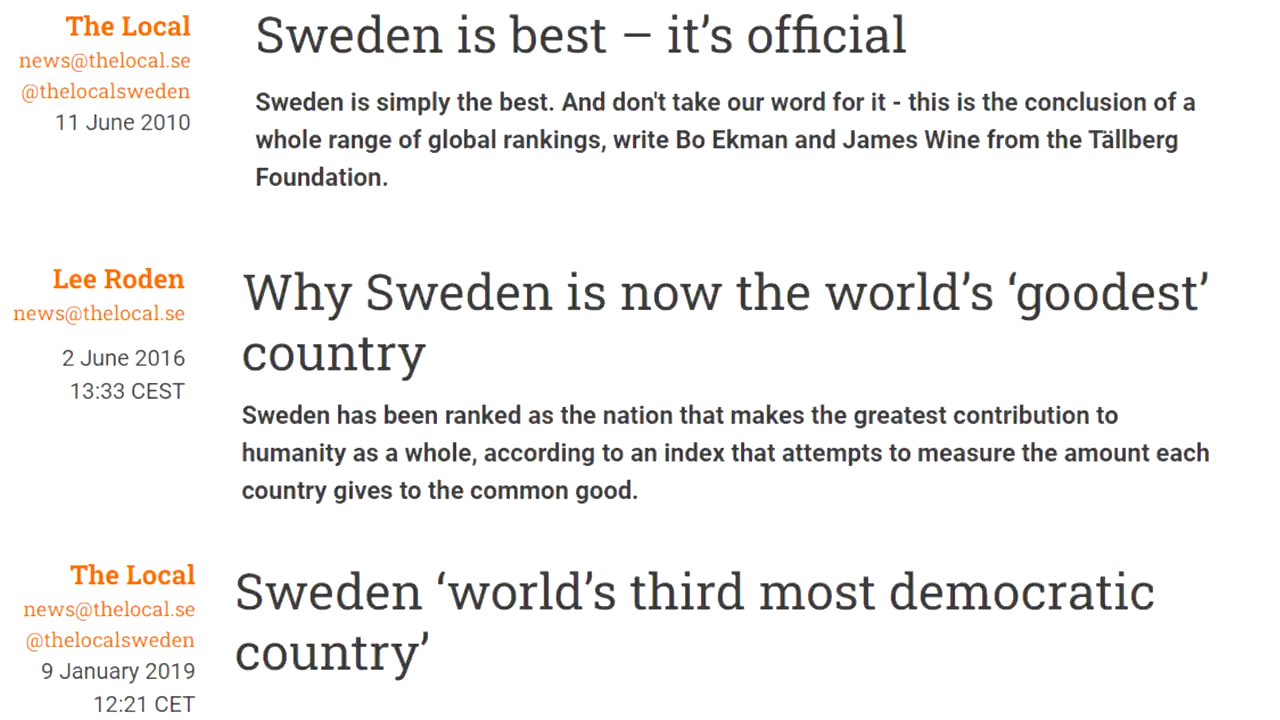 The Local
news@thelocal.se
@thelocalsweden
11 June 2010
Sweden is best – it’s official
Sweden is simply the best. And don't take our word for it - this is the conclusion of a
whole range of global rankings, write Bo Ekman and James Wine from the Tällberg
Foundation.
Lee Roden
news@thelocal.se
2 June 2016
13:33 CEST
Why Sweden is now the world’s ‘goodest’
country
Sweden has been ranked as the nation that makes the greatest contribution to
humanity as a whole, according to an index that attempts to measure the amount each
country gives to the common good.
The Local
news@thelocal.se
@thelocalsweden
9 January 2019
12:21 CET
Sweden ‘world’s third most democratic
country’